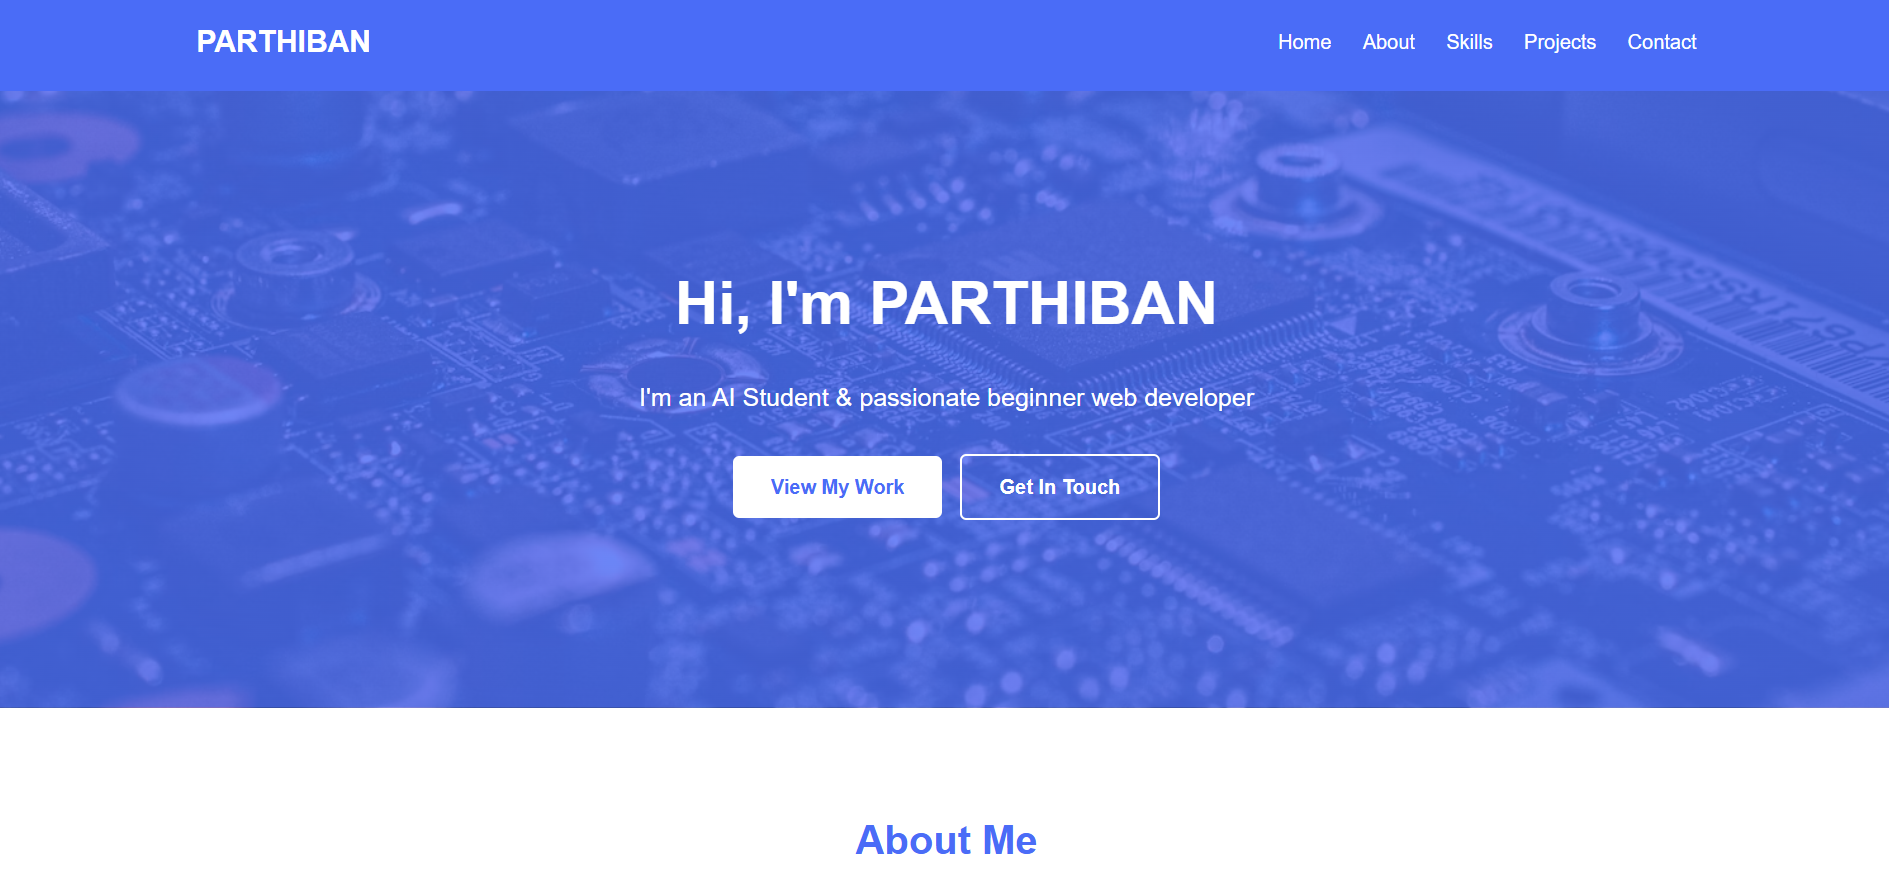 PARTHIBAN
Home About Skills Projects Contact
Hi, I'm PARTHIBAN
I'm an AI Student & passionate beginner web developer
View My Work Get In Touch
About Me